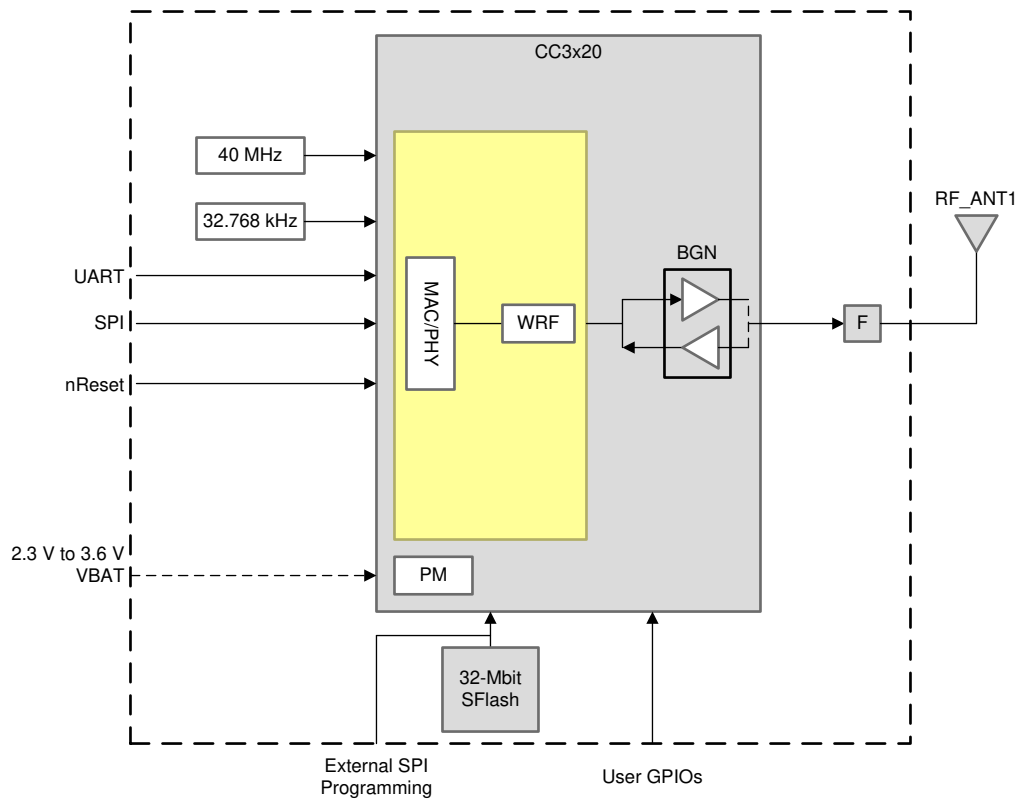 CC3x20
40 MHz
32.768 kHz
RF_ANT1
BGN
UART
MAC/PHY
SPI
WRF
F
nReset
2.3 V to 3.6 V
VBAT
PM
32-Mbit
SFlash
External SPI
Programming
User GPIOs